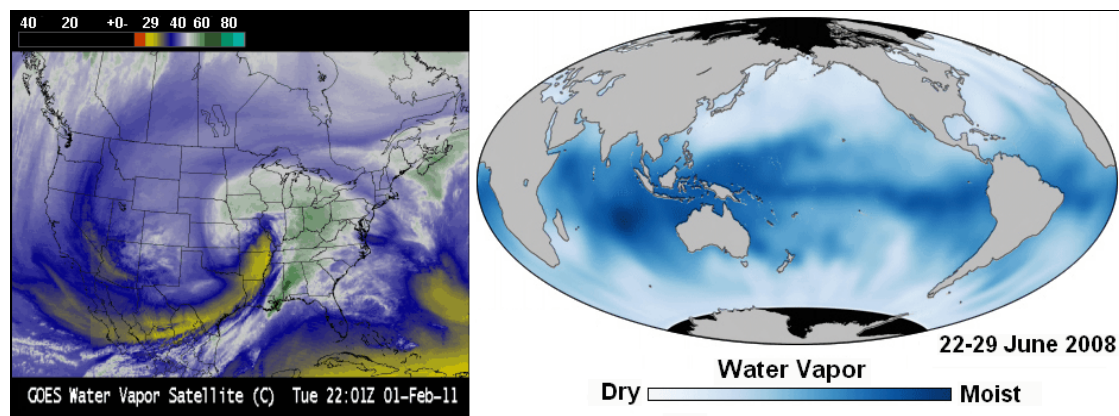 40 20 +0- 29 40 60 80
GOES Water Vapor Satellite (C) Tue 22:01Z 01-Feb-11
22-29 June 2008
Water Vapor
Dry Moist